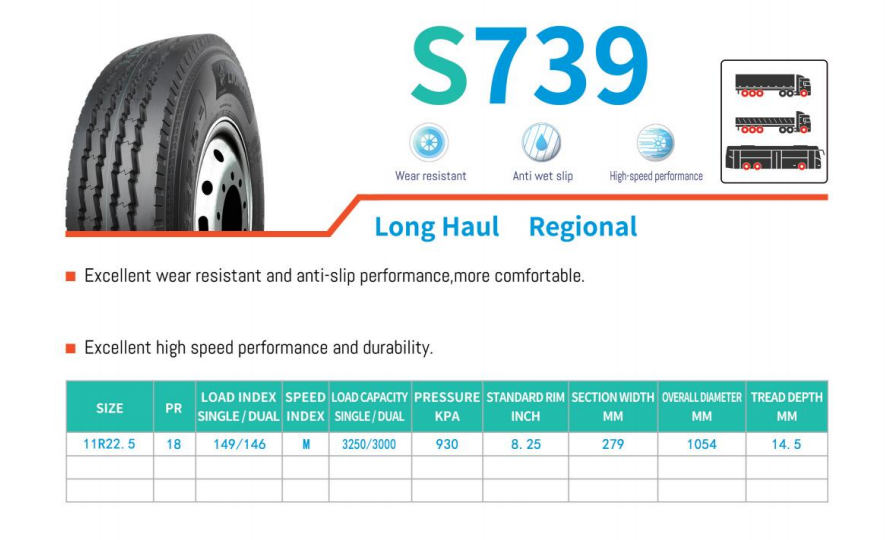 S739
Wear resistant
Anti wet slip
High-speed performance
Long Haul Regional
Excellent wear resistant and anti-slip performance,more comfortable.
Excellent high speed performance and durability.
SIZE PR LOAD INDEX SINGLE / DUAL SPEED INDEX LOAD CAPACITY SINGLE / DUAL PRESSURE KPA STANDARD RIM INCH SECTION WIDTH MM OVERALL DIAMETER MM TREAD DEPTH MM
11R22. 5 18 149/146 M 3250/3000 930 8. 25 279 1054 14. 5